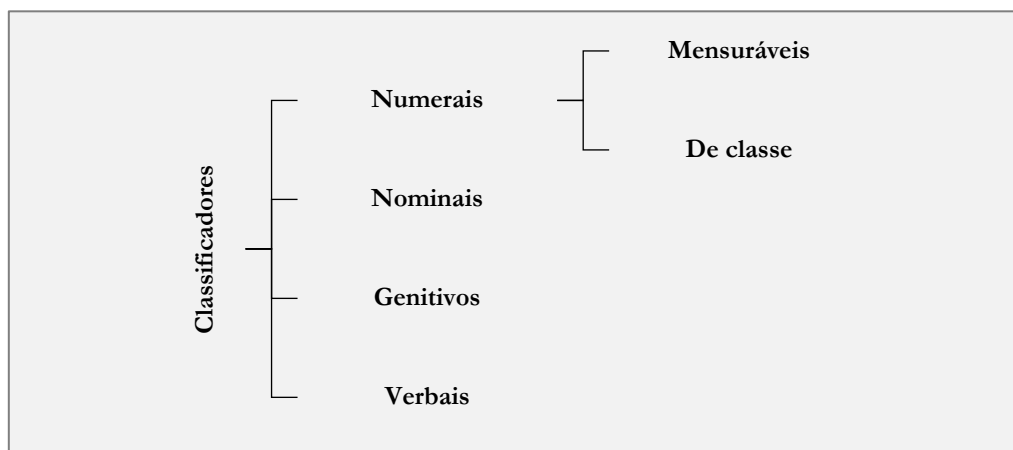 Classificadores
Numerais
Mensuráveis
De classe
Nominais
Genitivos
Verbais